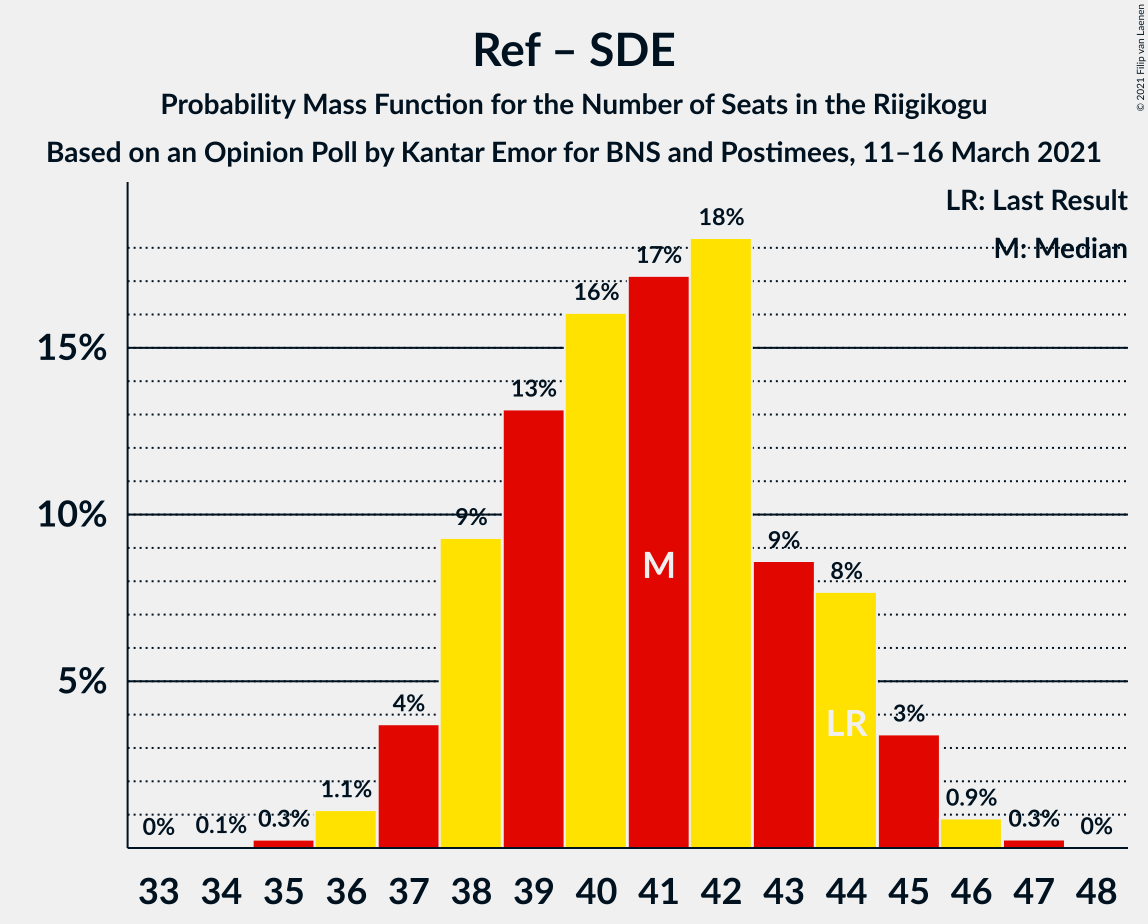 Ref – SDE
Probability Mass Function for the Number of Seats in the Riigikogu
Based on an Opinion Poll by Kantar Emor for BNS and Postimees, 11–16 March 2021
© 2021 Filip van Laenen
LR: Last Result
M: Median
15%
10%
5%
0%
0.1%
0.3%
1.1%
4%
9%
13%
16%
17%
18%
9%
8%
3%
0.9%
0.3%
0%
M
LR
33 34 35 36 37 38 39 40 41 42 43 44 45 46 47 48